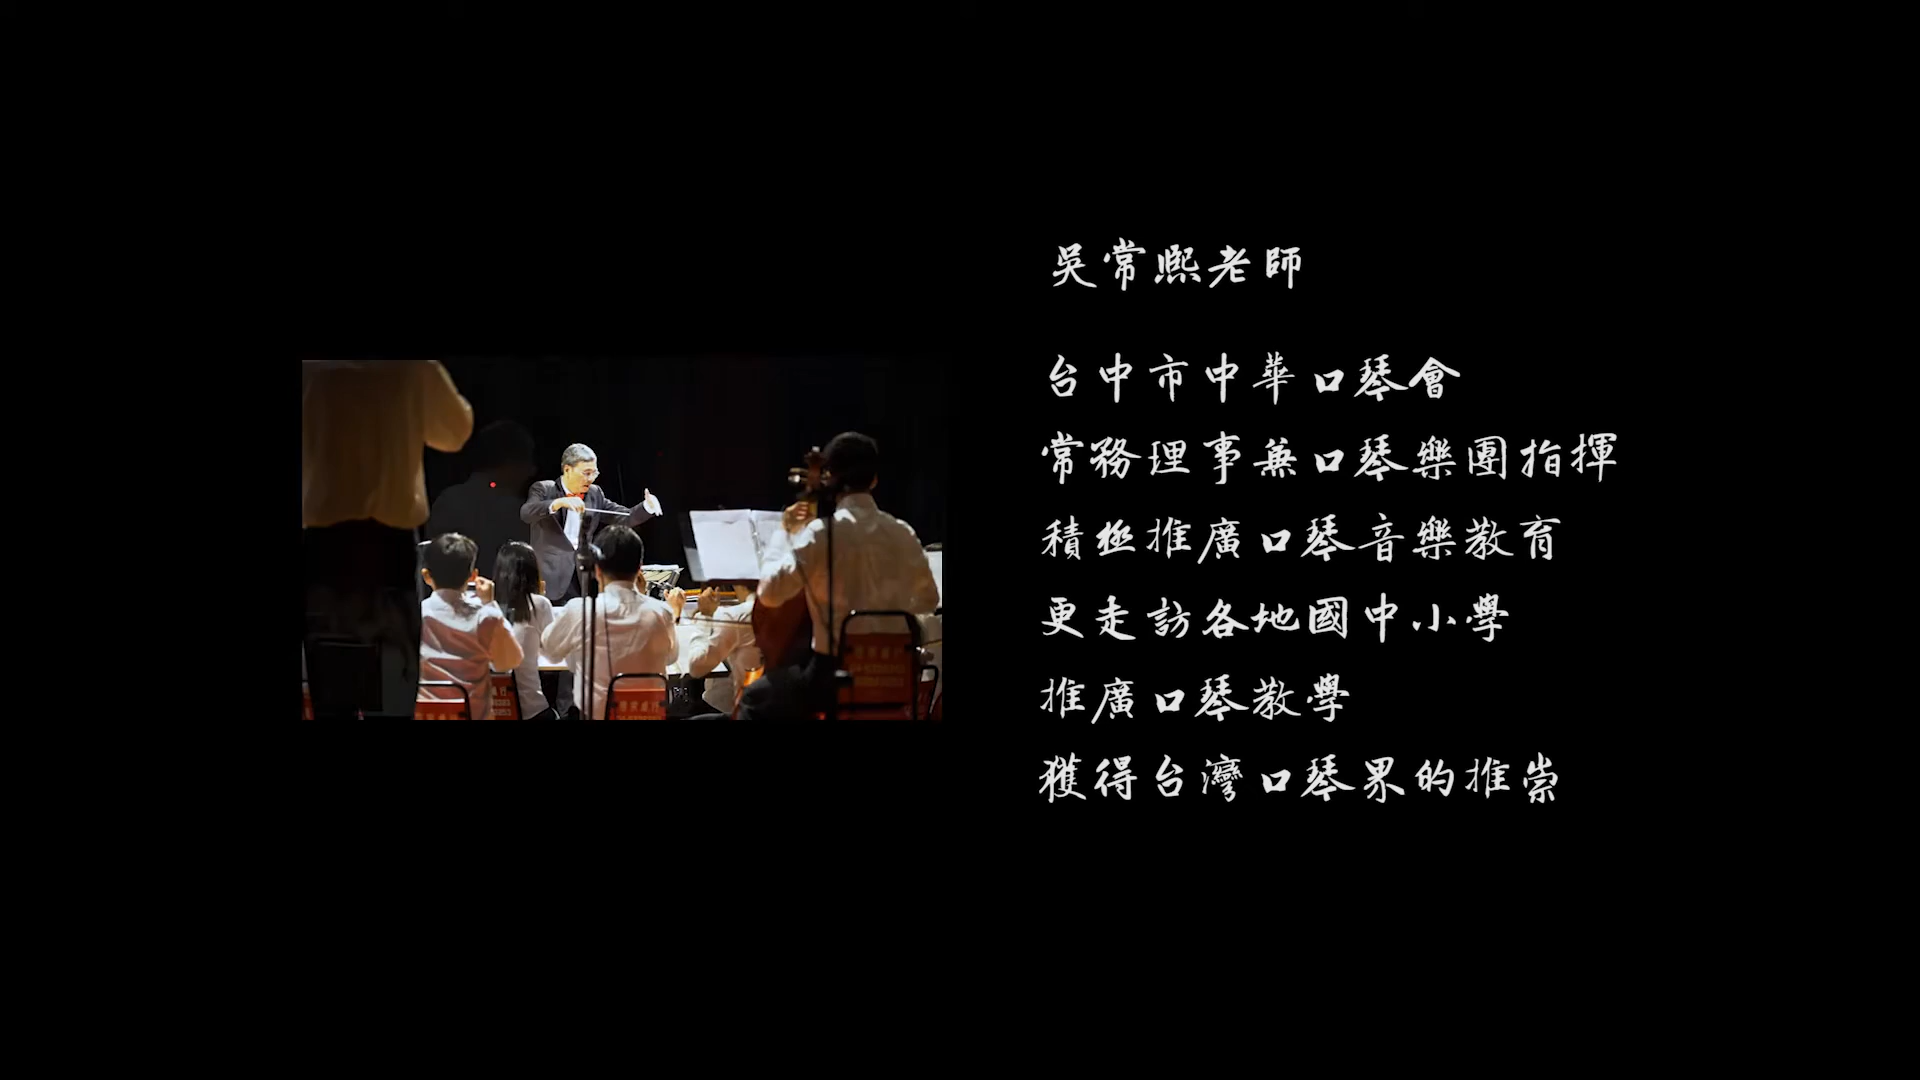 吳常熙老師
台中市中華口琴會
常務理事兼口琴樂團指揮
積極推廣口琴音樂教育
更走訪各地國中小學
推廣口琴教學
獲得台灣口琴界的推崇